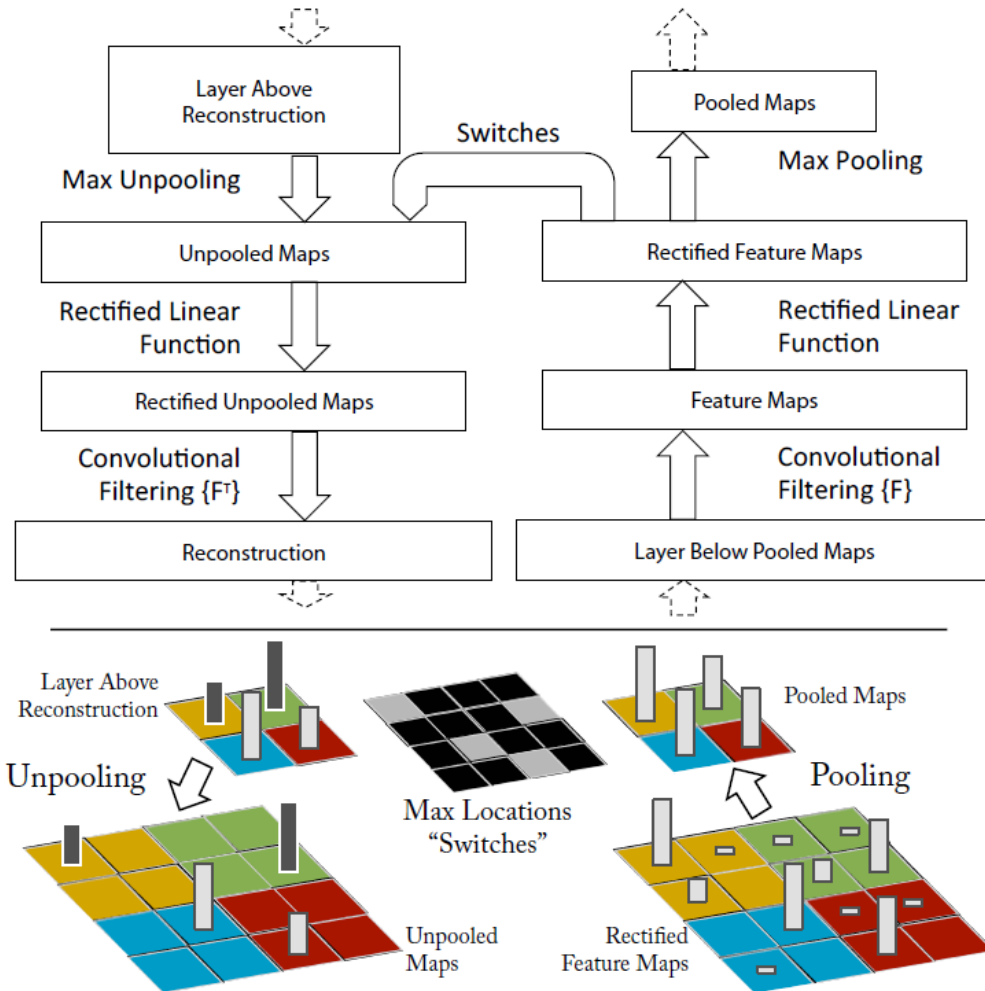 Layer Above
Reconstruction
Pooled Maps
Switches
Max Unpooling
Max Pooling
Unpooled Maps
Rectified Feature Maps
Rectified Linear
Function
Rectified Linear
Function
Rectified Unpooled Maps
Feature Maps
Convolutional
Filtering {Fᵀ}
Convolutional
Filtering {F}
Reconstruction
Layer Below Pooled Maps
Layer Above
Reconstruction
Pooled Maps
Unpooling
Pooling
Max Locations
“Switches”
Unpooled
Maps
Rectified
Feature Maps